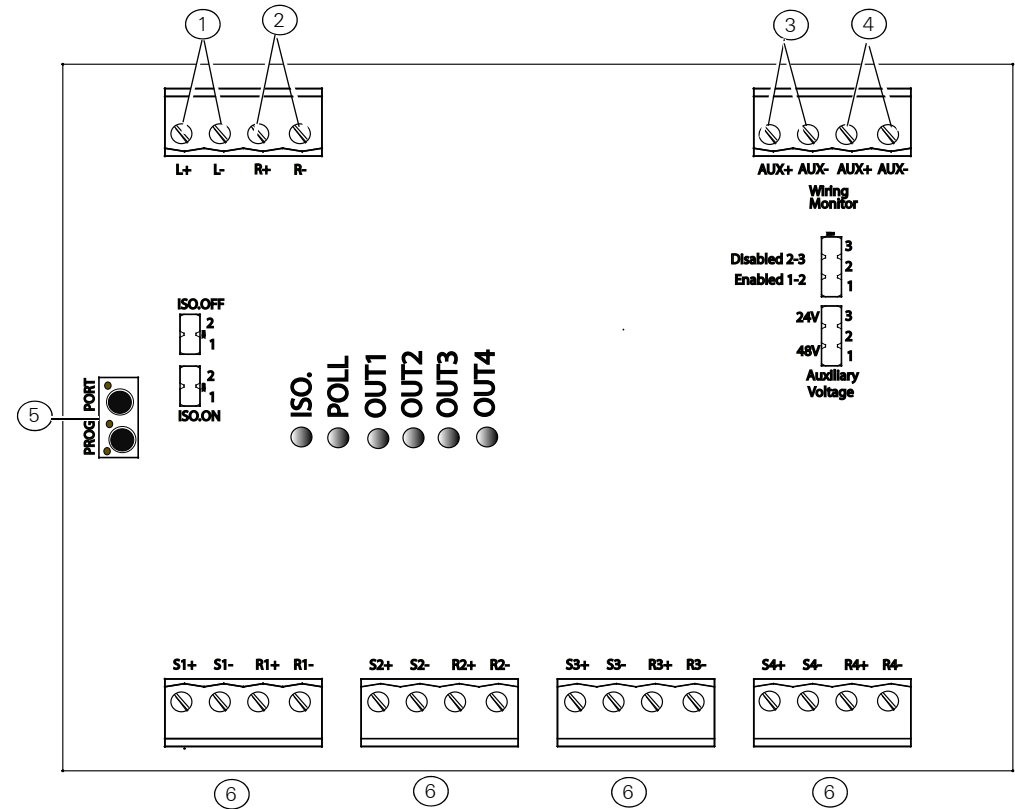 1 2 3 4
L+ L- R+ R-
AUX+ AUX- AUX+ AUX-
Wiring
Monitor
3
Disabled 2-3
2
Enabled 1-2
1
24V 3
2
48V 1
Auxiliary
Voltage
ISO.OFF
2
1
2
1
ISO.ON
5
PROG PORT
ISO.
POLL
OUT1
OUT2
OUT3
OUT4
S1+ S1- R1+ R1-
S2+ S2- R2+ R2-
S3+ S3- R3+ R3-
S4+ S4- R4+ R4-
6 6 6 6